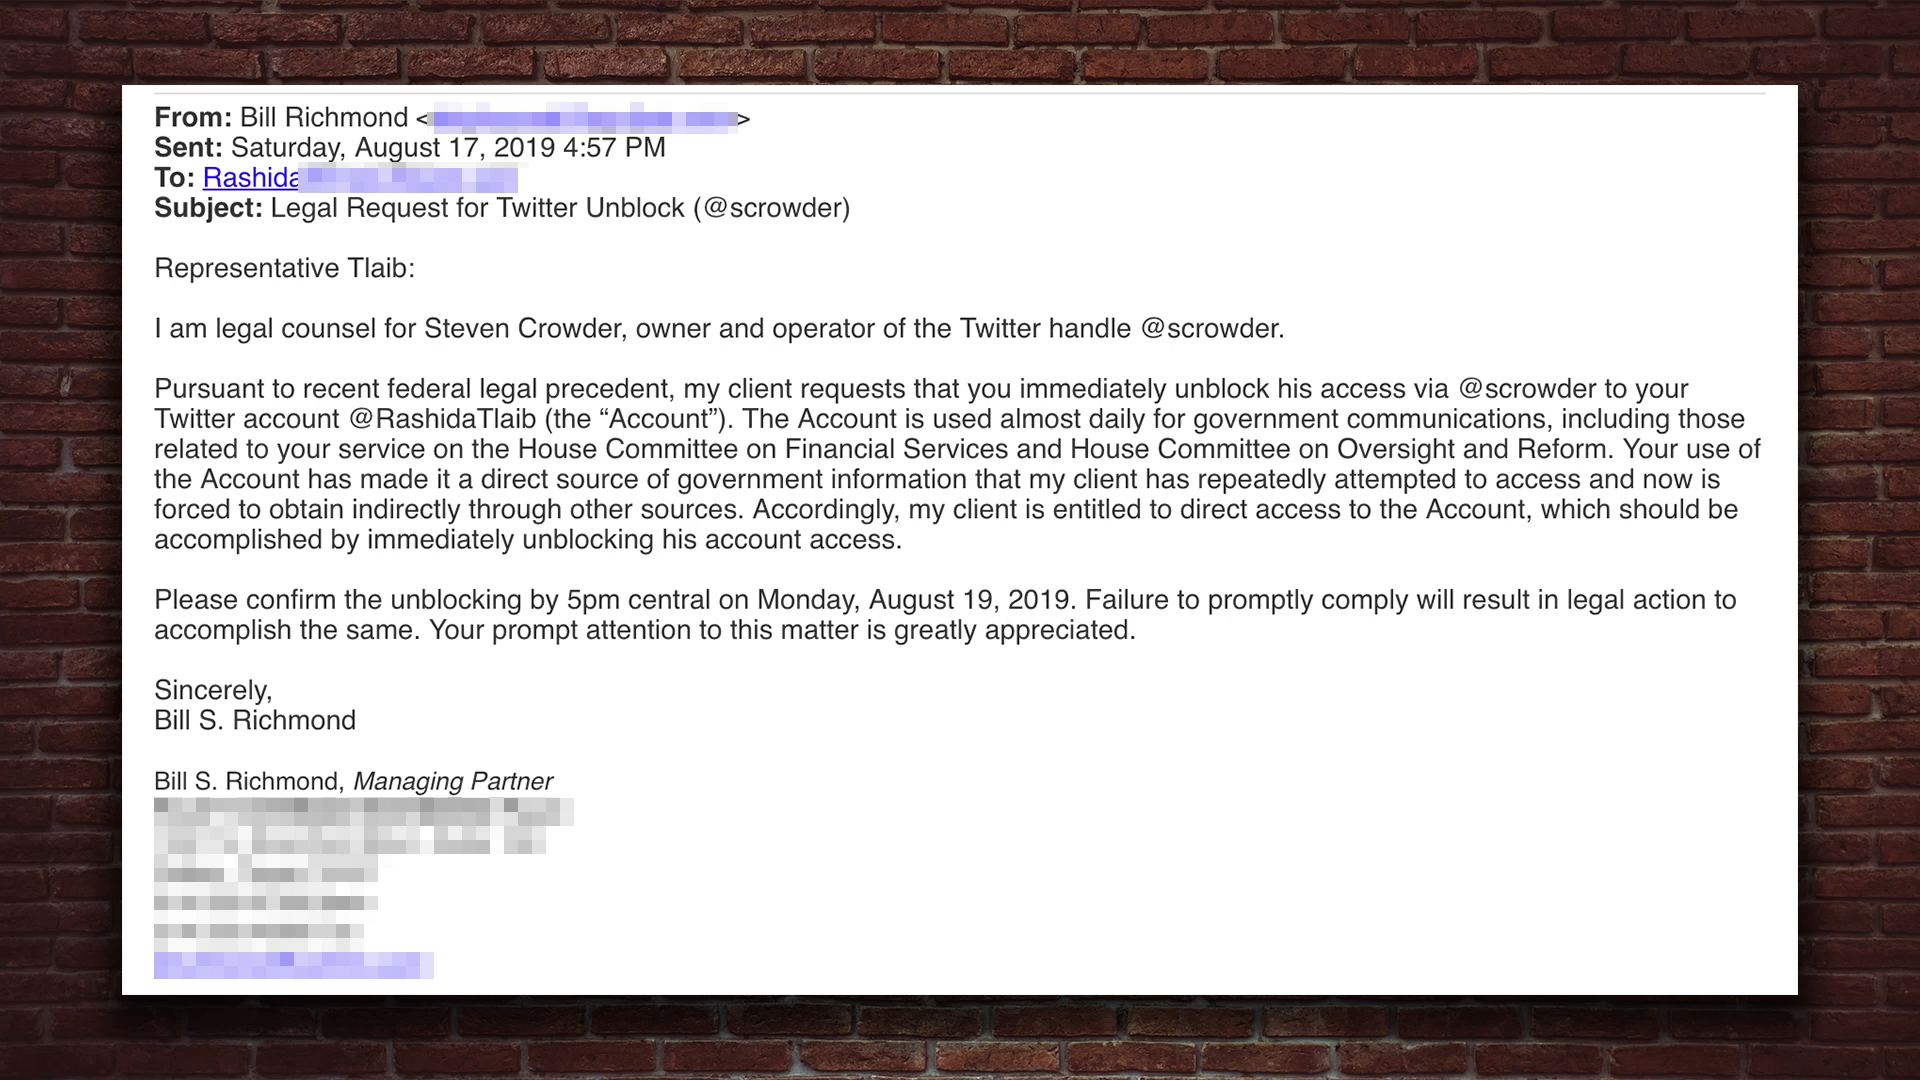 From: Bill Richmond < >
Sent: Saturday, August 17, 2019 4:57 PM
To: Rashida
Subject: Legal Request for Twitter Unblock (@scrowder)
Representative Tlaib:
I am legal counsel for Steven Crowder, owner and operator of the Twitter handle @scrowder.
Pursuant to recent federal legal precedent, my client requests that you immediately unblock his access via @scrowder to your
Twitter account @RashidaTlaib (the “Account”). The Account is used almost daily for government communications, including those
related to your service on the House Committee on Financial Services and House Committee on Oversight and Reform. Your use of
the Account has made it a direct source of government information that my client has repeatedly attempted to access and now is
forced to obtain indirectly through other sources. Accordingly, my client is entitled to direct access to the Account, which should be
accomplished by immediately unblocking his account access.
Please confirm the unblocking by 5pm central on Monday, August 19, 2019. Failure to promptly comply will result in legal action to
accomplish the same. Your prompt attention to this matter is greatly appreciated.
Sincerely,
Bill S. Richmond
Bill S. Richmond, Managing Partner